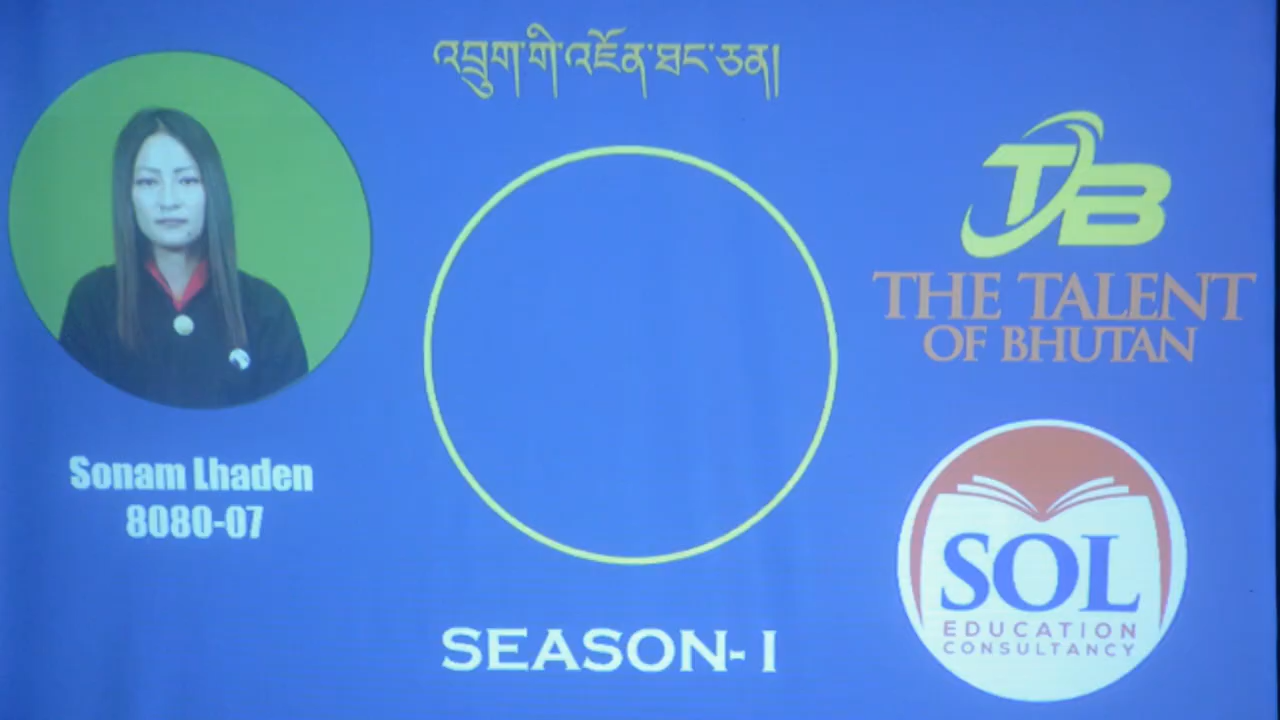 འབྲུག་གི་འཇོན་ཐང་ཅན།
TB
THE TALENT
OF BHUTAN
Sonam Lhaden
8080-07
SOL
EDUCATION
CONSULTANCY
SEASON- I